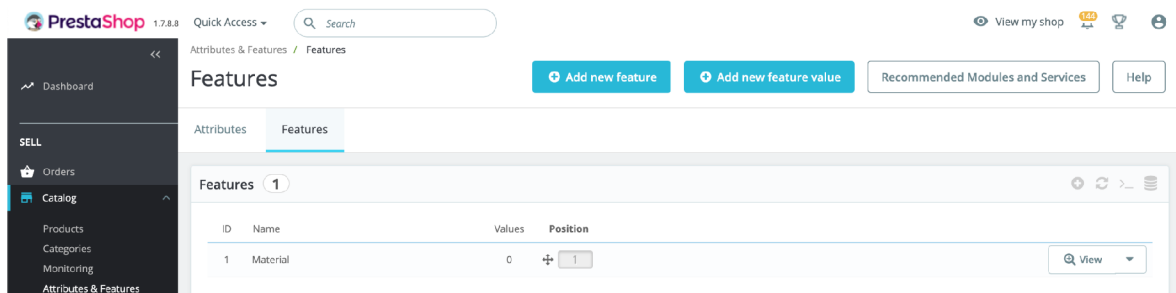 PrestaShop 1.7.8.8 Quick Access Search View my shop 144
Attributes & Features / Features
Features Add new feature Add new feature value Recommended Modules and Services Help
Dashboard
Attributes Features
SELL
Orders
Features 1
Catalog
ID Name Values Position
Products
Categories
1 Material 0 1 View
Monitoring
Attributes & Features